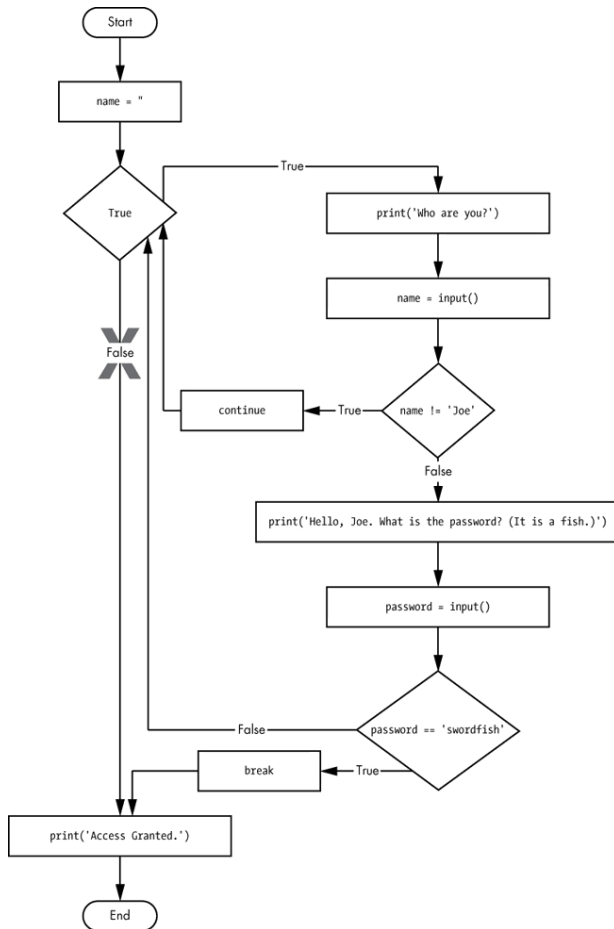 Start
name = "
True
True
print('Who are you?')
name = input()
False
continue
True
name != 'Joe'
False
print('Hello, Joe. What is the password? (It is a fish.)')
password = input()
False
password == 'swordfish'
break
True
print('Access Granted.')
End